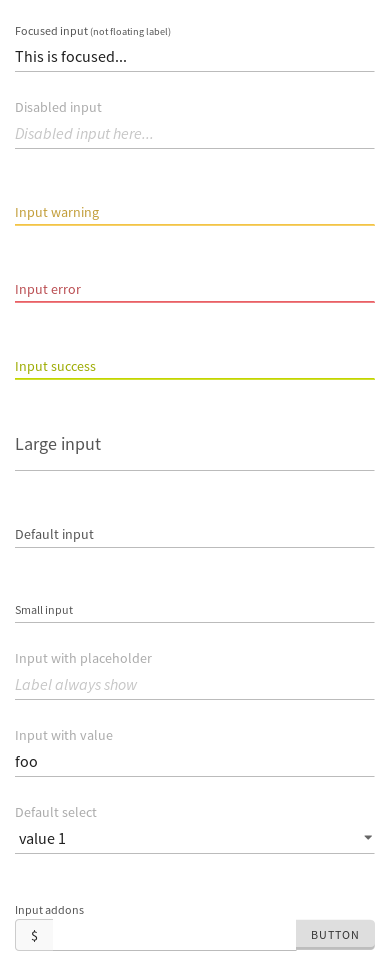 Focused input (not floating label)
This is focused...
Disabled input
Disabled input here...
Input warning
Input error
Input success
Large input
Default input
Small input
Input with placeholder
Label always show
Input with value
foo
Default select
value 1
Input addons
$ BUTTON